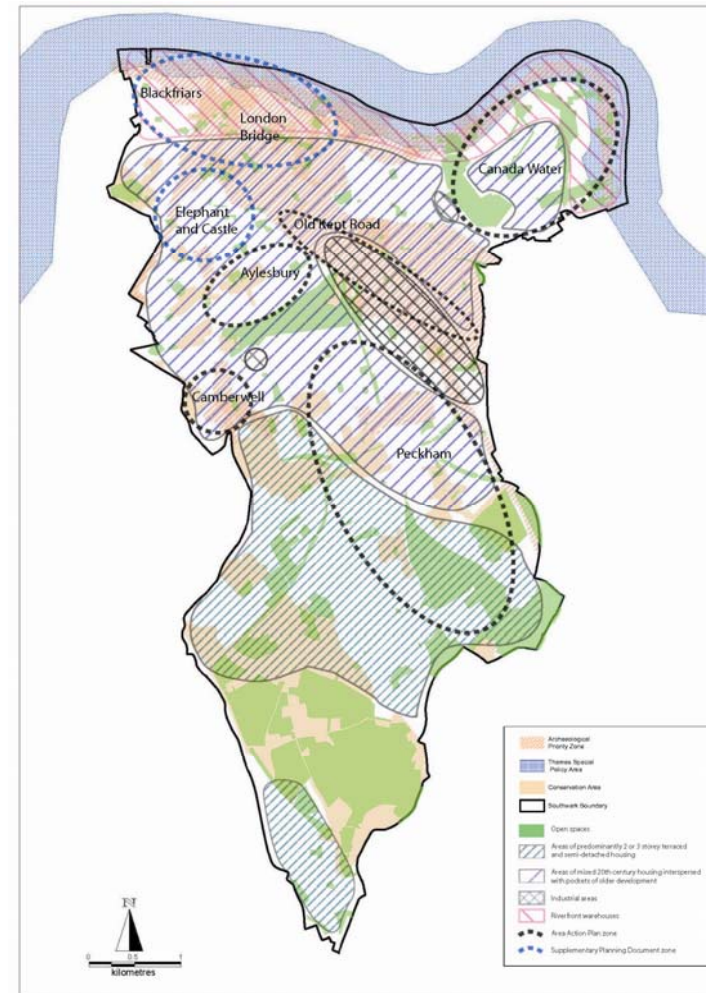 Blackfriars
London
Bridge
Canada Water
Elephant
and Castle
Old Kent Road
Aylesbury
Camberwell
Peckham
N
0 0.5 1
kilometres
Archaeological
Priority Zone
Thames Special
Policy Area
Conservation Area
Southwark Boundary
Open spaces
Areas of predominantly 2 or 3 storey terraced
and semi-detached housing
Areas of mixed 20th century housing interspersed
with pockets of older development
Industrial areas
Riverfront warehouses
Area Action Plan zone
Supplementary Planning Document zone